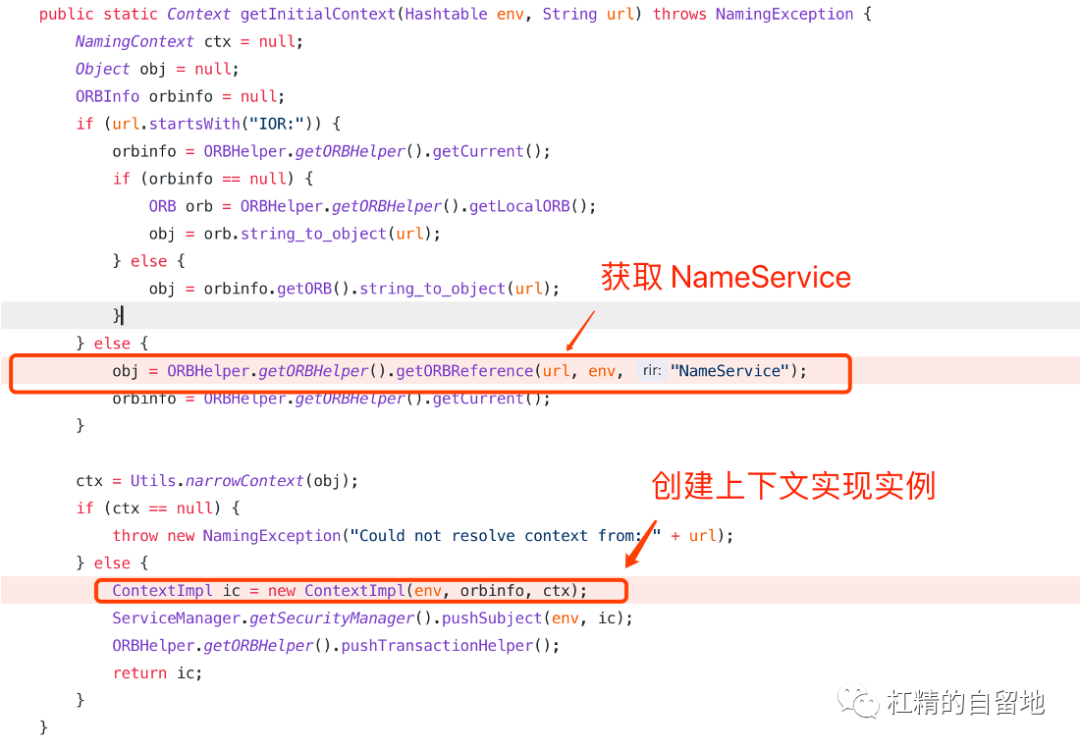 public static Context getInitialContext(Hashtable env, String url) throws NamingException {
NamingContext ctx = null;
Object obj = null;
ORBInfo orbinfo = null;
if (url.startsWith("IOR:")) {
orbinfo = ORBHelper.getORBHelper().getCurrent();
if (orbinfo == null) {
ORB orb = ORBHelper.getORBHelper().getLocalORB();
obj = orb.string_to_object(url);
} else {
获取 NameService
obj = orbinfo.getORB().string_to_object(url);
}
} else {
obj = ORBHelper.getORBHelper().getORBReference(url, env, rir: "NameService");
orbinfo = ORBHelper.getORBHelper().getCurrent();
}
ctx = Utils.narrowContext(obj);
创建上下文实现实例
if (ctx == null) {
throw new NamingException("Could not resolve context from: " + url);
} else {
ContextImpl ic = new ContextImpl(env, orbinfo, ctx);
ServiceManager.getSecurityManager().pushSubject(env, ic);
ORBHelper.getORBHelper().pushTransactionHelper();
return ic;
}
杠精的自留地
}